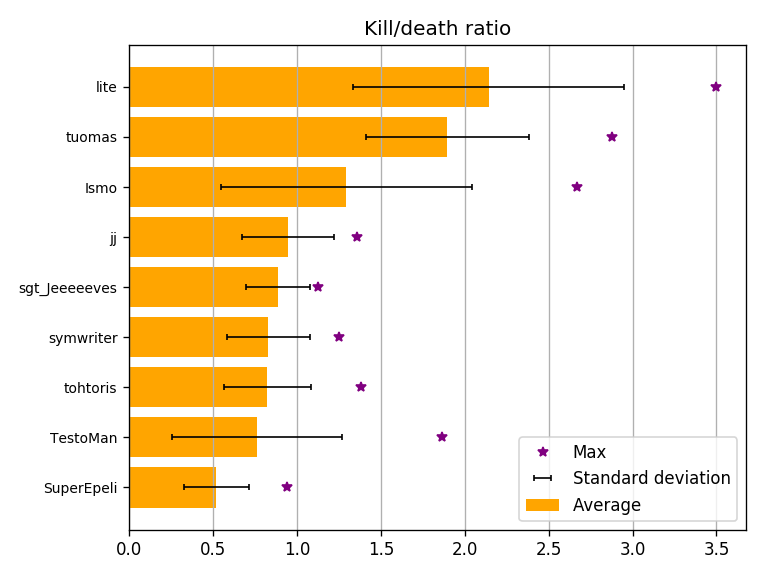 Kill/death ratio
lite
tuomas
Ismo
jj
sgt_Jeeeeeves
symwriter
tohtoris
TestoMan
SuperEpeli
Max
Standard deviation
Average
0.0 0.5 1.0 1.5 2.0 2.5 3.0 3.5